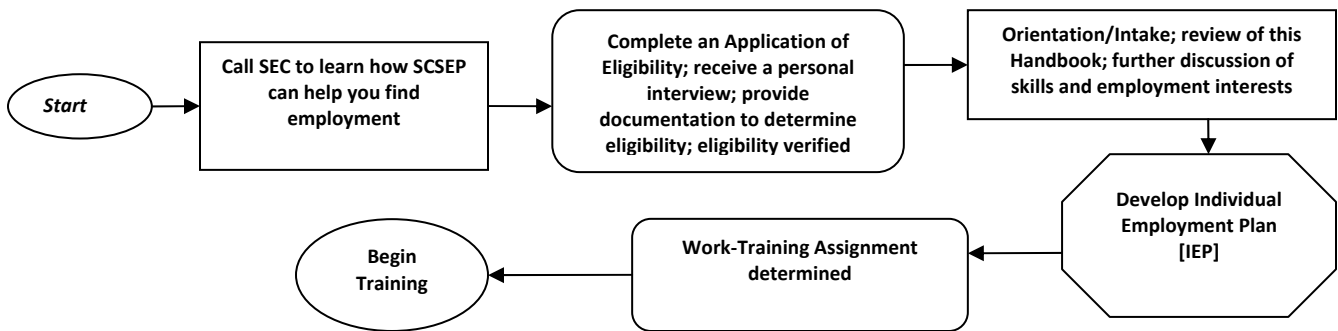 Start
Call SEC to learn how SCSEP
can help you find
employment
Complete an Application of
Eligibility; receive a personal
interview; provide
documentation to determine
eligibility; eligibility verified
Orientation/Intake; review of this
Handbook; further discussion of
skills and employment interests
Develop Individual
Employment Plan
[IEP]
Work-Training Assignment
determined
Begin
Training